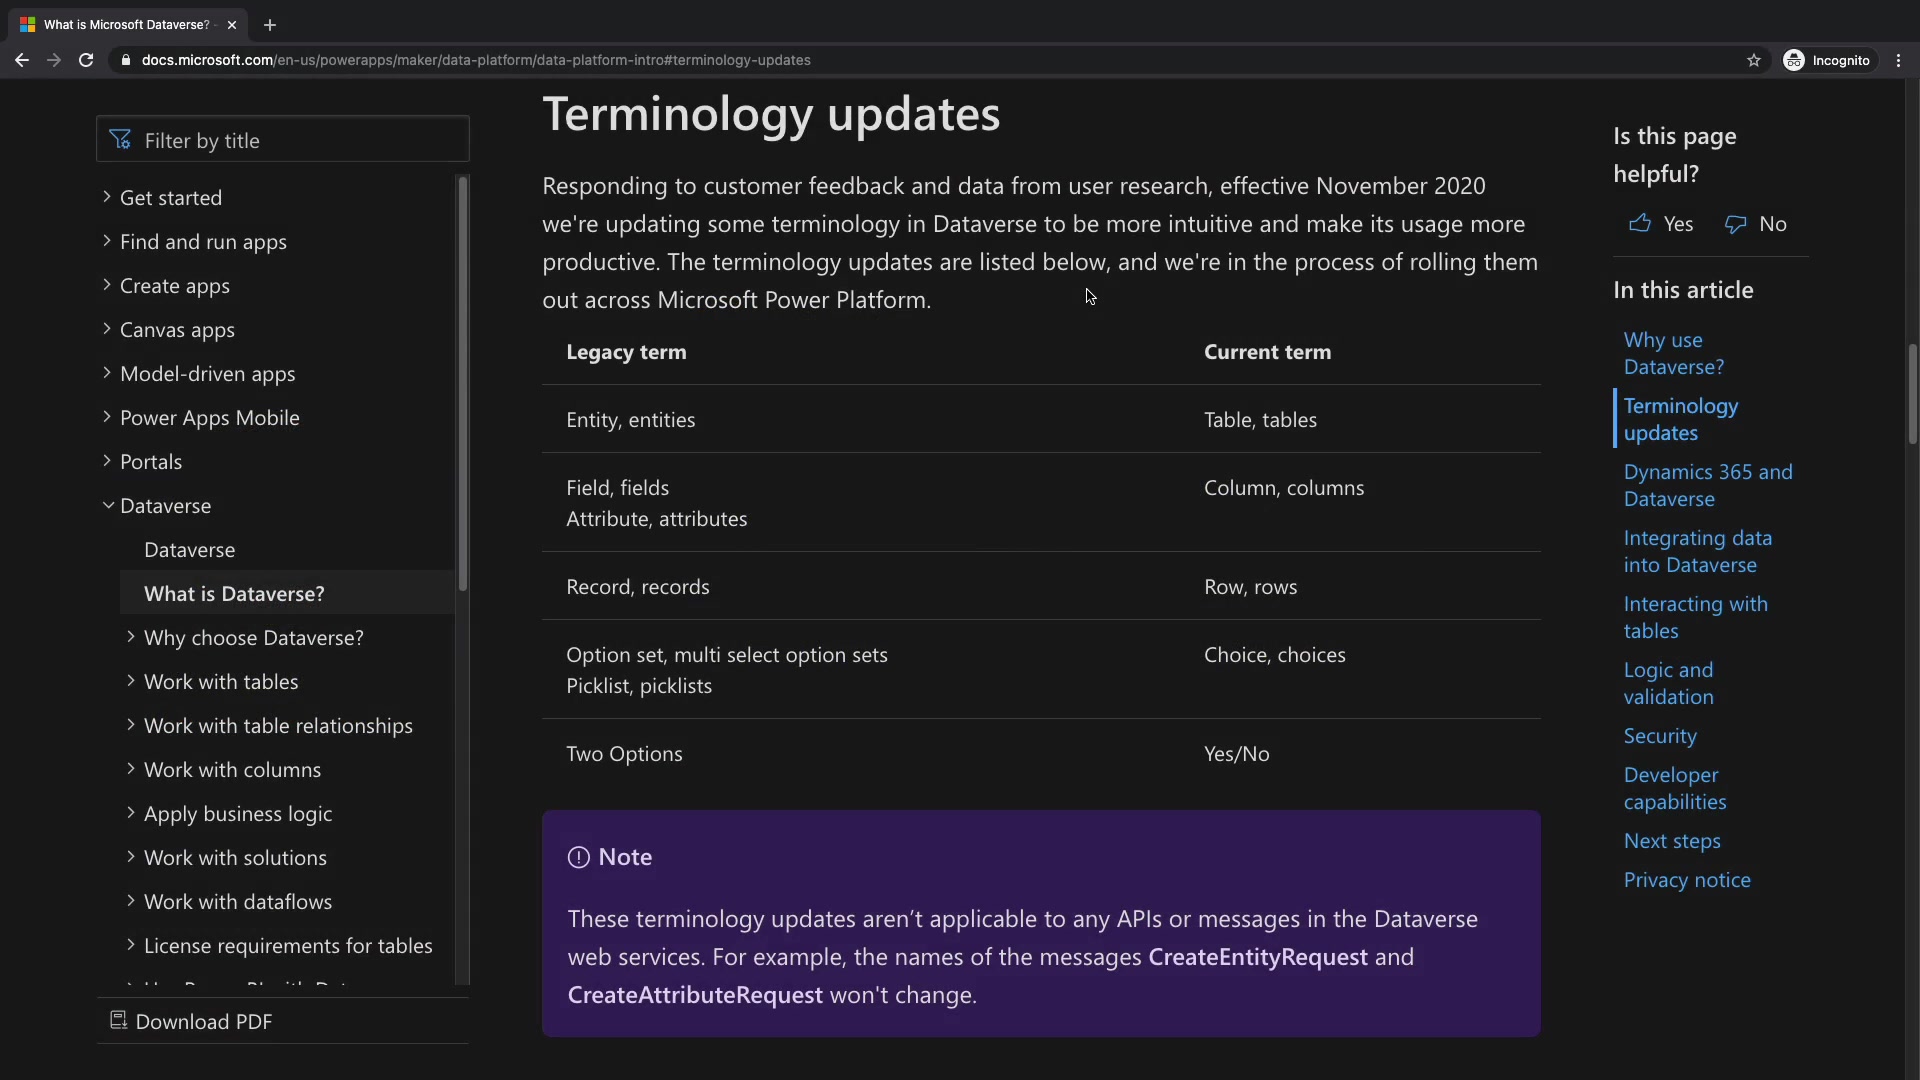 What is Microsoft Dataverse? -
docs.microsoft.com/en-us/powerapps/maker/data-platform/data-platform-intro#terminology-updates
Incognito
Filter by title
Get started
Find and run apps
Create apps
Canvas apps
Model-driven apps
Power Apps Mobile
Portals
Dataverse
Dataverse
What is Dataverse?
Why choose Dataverse?
Work with tables
Work with table relationships
Work with columns
Apply business logic
Work with solutions
Work with dataflows
License requirements for tables
Download PDF
Terminology updates
Responding to customer feedback and data from user research, effective November 2020
we're updating some terminology in Dataverse to be more intuitive and make its usage more
productive. The terminology updates are listed below, and we're in the process of rolling them
out across Microsoft Power Platform.
Legacy term Current term
Entity, entities Table, tables
Field, fields Column, columns
Attribute, attributes
Record, records Row, rows
Option set, multi select option sets Choice, choices
Picklist, picklists
Two Options Yes/No
Note
These terminology updates aren’t applicable to any APIs or messages in the Dataverse
web services. For example, the names of the messages CreateEntityRequest and
CreateAttributeRequest won't change.
Is this page
helpful?
Yes No
In this article
Why use
Dataverse?
Terminology
updates
Dynamics 365 and
Dataverse
Integrating data
into Dataverse
Interacting with
tables
Logic and
validation
Security
Developer
capabilities
Next steps
Privacy notice